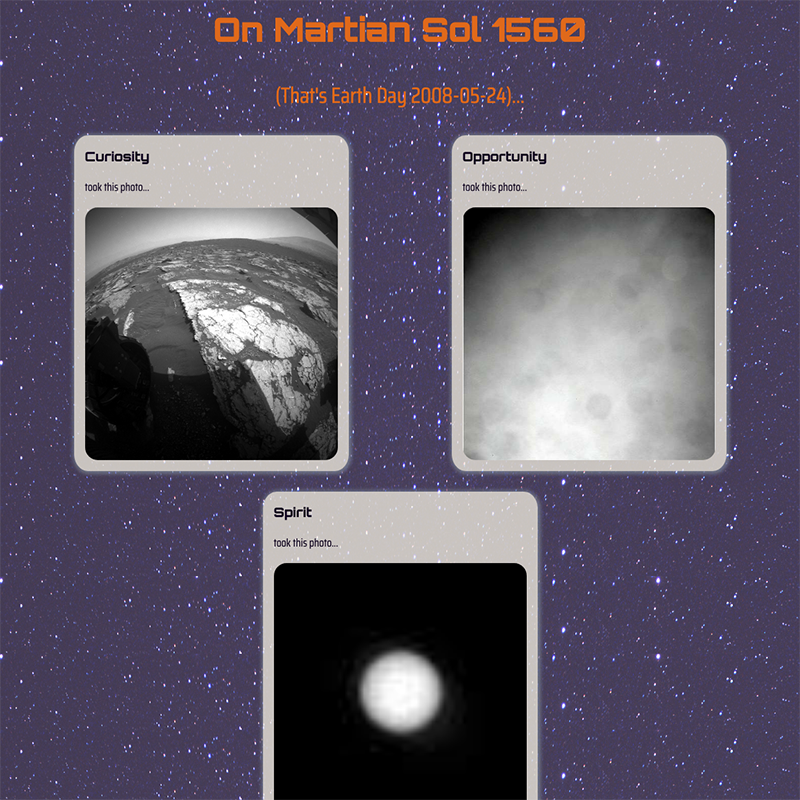 On Martian Sol 1560
(That's Earth Day 2008-05-24)...
Curiosity
took this photo...
Opportunity
took this photo...
Spirit
took this photo...